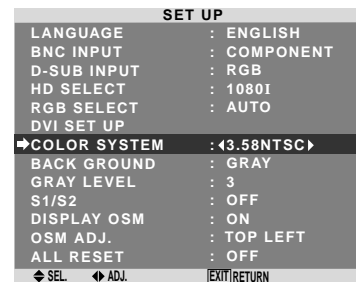 SET UP
LANGUAGE : ENGLISH
BNC INPUT : COMPONENT
D-SUB INPUT : RGB
HD SELECT : 1080I
RGB SELECT : AUTO
DVI SET UP
COLOR SYSTEM : 3.58NTSC
BACK GROUND : GRAY
GRAY LEVEL : 3
S1/S2 : OFF
DISPLAY OSM : ON
OSM ADJ. : TOP LEFT
ALL RESET : OFF
SEL. ADJ. EXIT RETURN